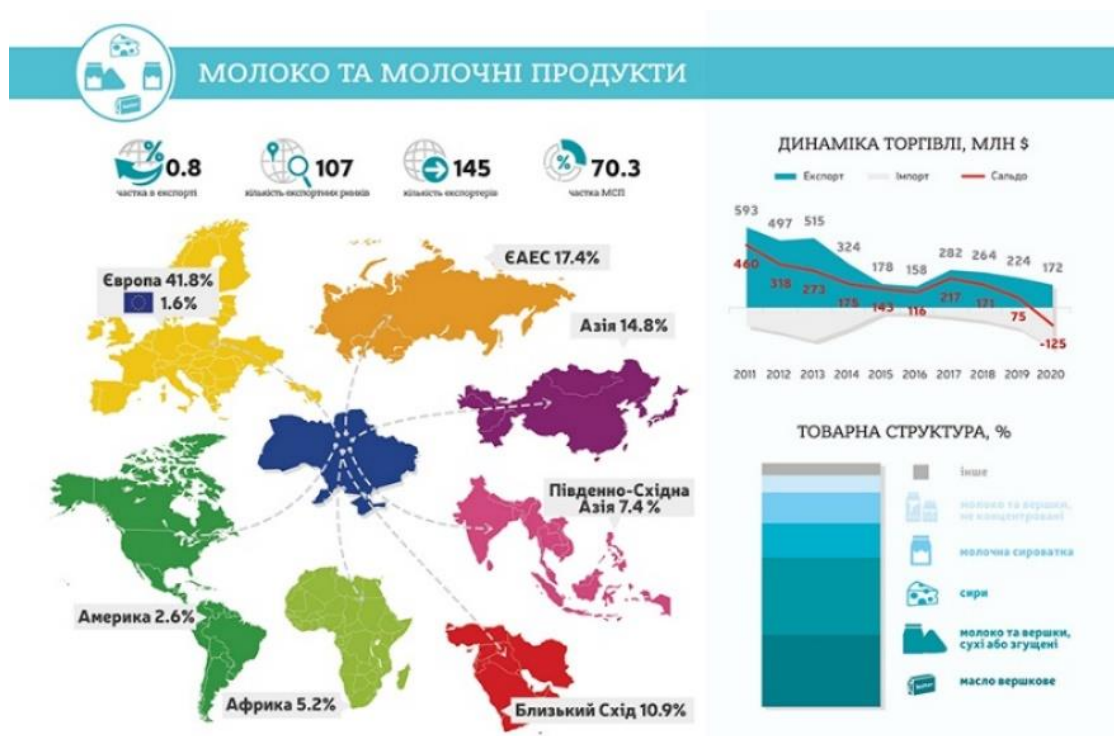 МОЛОКО ТА МОЛОЧНІ ПРОДУКТИ
0.8
частка в експорті
107
кількість експортних ринків
145
кількість експортерів
70.3
частка МСП
Європа 41.8%
1.6%
ЄАЕС 17.4%
Азія 14.8%
Південно-Східна
Азія 7.4 %
Америка 2.6%
Африка 5.2%
Близький Схід 10.9%
ДИНАМІКА ТОРГІВЛІ, МЛН $
Експорт
Імпорт
Сальдо
593
497
515
324
178
158
282
264
224
172
460
318
273
175
143
116
217
171
75
-125
2011 2012 2013 2014 2015 2016 2017 2018 2019 2020
ТОВАРНА СТРУКТУРА, %
інше
молоко та вершки,
не концентровані
молочна сироватка
сири
молоко та вершки,
сухі або згущені
масло вершкове